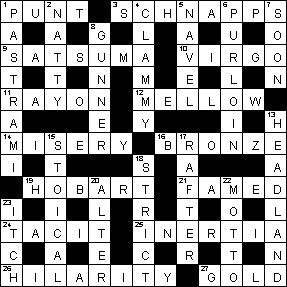 1 P U 2 N T 3 S 4 C H N 5 A P 6 P 7 S
A A 8 G L A U O
9 S A T S U M A 10 V I R G O
T T N M E L N
11 R A Y O N 12 M E L L O W
A E Y I 13 H
14 M I 15 S E R Y 16 B 17 R O N Z E
I T 18 S A A
19 H O B 20 A R T 21 F A 22 M E D
23 I I L R T O L
24 T A C I T 25 I N E R T I A
C A E C R T N
26 H I L A R I T Y 27 G O L D